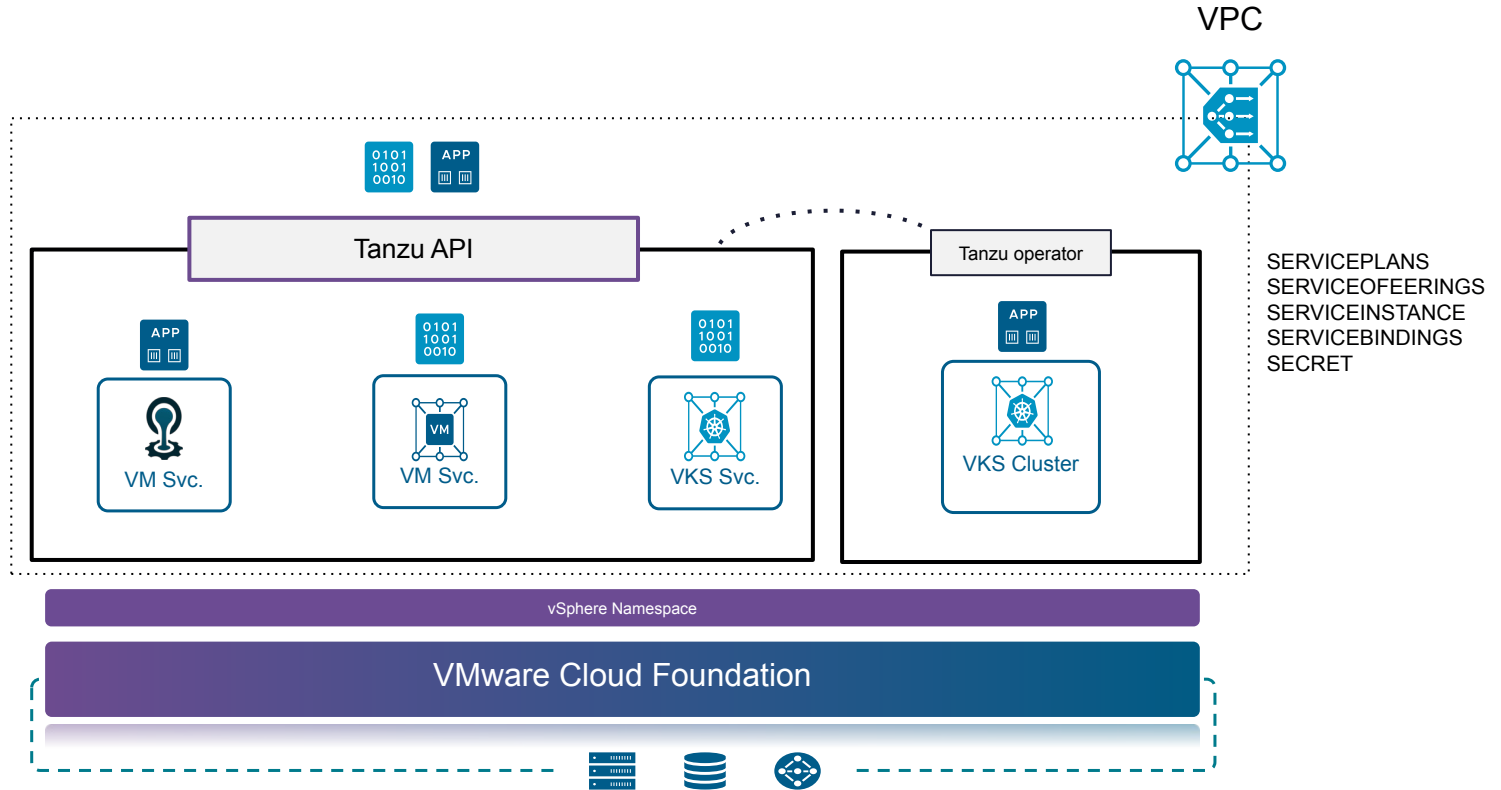 VPC
0101
1001
0010
APP
Tanzu API
Tanzu operator
SERVICEPLANS
SERVICEOFEERINGS
SERVICEINSTANCE
SERVICEBINDINGS
SECRET
APP
0101
1001
0010
0101
1001
0010
APP
VM
VM Svc.
VM Svc.
VKS Svc.
VKS Cluster
vSphere Namespace
VMware Cloud Foundation